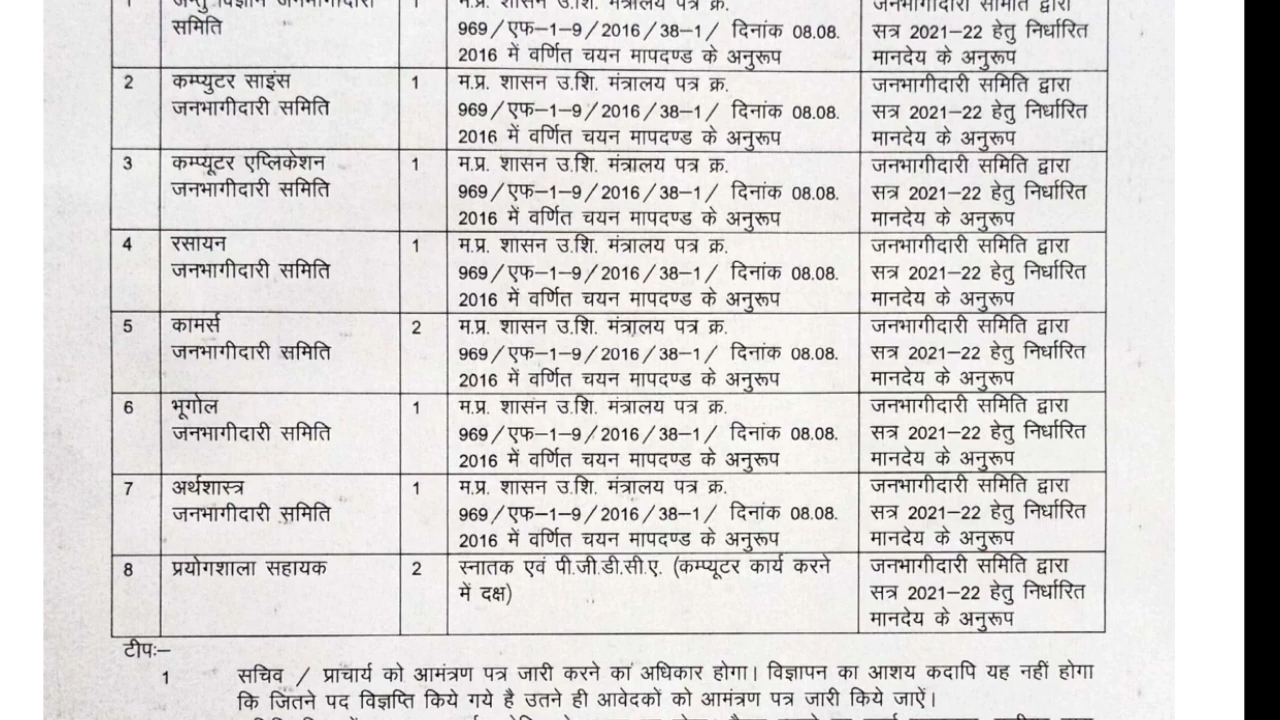 1
जन्तु विज्ञान जनभागीदारी
समिति
1
म.प्र. शासन उ.शि. मंत्रालय पत्र क्र.
969/एफ–1–9/2016/38–1/ दिनांक 08.08.
2016 में वर्णित चयन मापदण्ड के अनुरूप
जनभागीदारी समिति द्वारा
सत्र 2021–22 हेतु निर्धारित
मानदेय के अनुरूप
2
कम्प्युटर साइंस
जनभागीदारी समिति
1
म.प्र. शासन उ.शि. मंत्रालय पत्र क्र.
969/एफ–1–9/2016/38–1/ दिनांक 08.08.
2016 में वर्णित चयन मापदण्ड के अनुरूप
जनभागीदारी समिति द्वारा
सत्र 2021–22 हेतु निर्धारित
मानदेय के अनुरूप
3
कम्प्यूटर एप्लिकेशन
जनभागीदारी समिति
1
म.प्र. शासन उ.शि. मंत्रालय पत्र क्र.
969/एफ–1–9/2016/38–1/ दिनांक 08.08.
2016 में वर्णित चयन मापदण्ड के अनुरूप
जनभागीदारी समिति द्वारा
सत्र 2021–22 हेतु निर्धारित
मानदेय के अनुरूप
4
रसायन
जनभागीदारी समिति
1
म.प्र. शासन उ.शि. मंत्रालय पत्र क्र.
969/एफ–1–9/2016/38–1/ दिनांक 08.08.
2016 में वर्णित चयन मापदण्ड के अनुरूप
जनभागीदारी समिति द्वारा
सत्र 2021–22 हेतु निर्धारित
मानदेय के अनुरूप
5
कामर्स
जनभागीदारी समिति
2
म.प्र. शासन उ.शि. मंत्रालय पत्र क्र.
969/एफ–1–9/2016/38–1/ दिनांक 08.08.
2016 में वर्णित चयन मापदण्ड के अनुरूप
जनभागीदारी समिति द्वारा
सत्र 2021–22 हेतु निर्धारित
मानदेय के अनुरूप
6
भूगोल
जनभागीदारी समिति
1
म.प्र. शासन उ.शि. मंत्रालय पत्र क्र.
969/एफ–1–9/2016/38–1/ दिनांक 08.08.
2016 में वर्णित चयन मापदण्ड के अनुरूप
जनभागीदारी समिति द्वारा
सत्र 2021–22 हेतु निर्धारित
मानदेय के अनुरूप
7
अर्थशास्त्र
जनभागीदारी समिति
1
म.प्र. शासन उ.शि. मंत्रालय पत्र क्र.
969/एफ–1–9/2016/38–1/ दिनांक 08.08.
2016 में वर्णित चयन मापदण्ड के अनुरूप
जनभागीदारी समिति द्वारा
सत्र 2021–22 हेतु निर्धारित
मानदेय के अनुरूप
8
प्रयोगशाला सहायक
2
स्नातक एवं पी.जी.डी.सी.ए. (कम्प्यूटर कार्य करने
में दक्ष)
जनभागीदारी समिति द्वारा
सत्र 2021–22 हेतु निर्धारित
मानदेय के अनुरूप
टीपः–
1 सचिव / प्राचार्य को आमंत्रण पत्र जारी करने का अधिकार होगा। विज्ञापन का आशय कदापि यह नहीं होगा
कि जितने पद विज्ञप्ति किये गये है उतने ही आवेदकों को आमंत्रण पत्र जारी किये जाऐं।